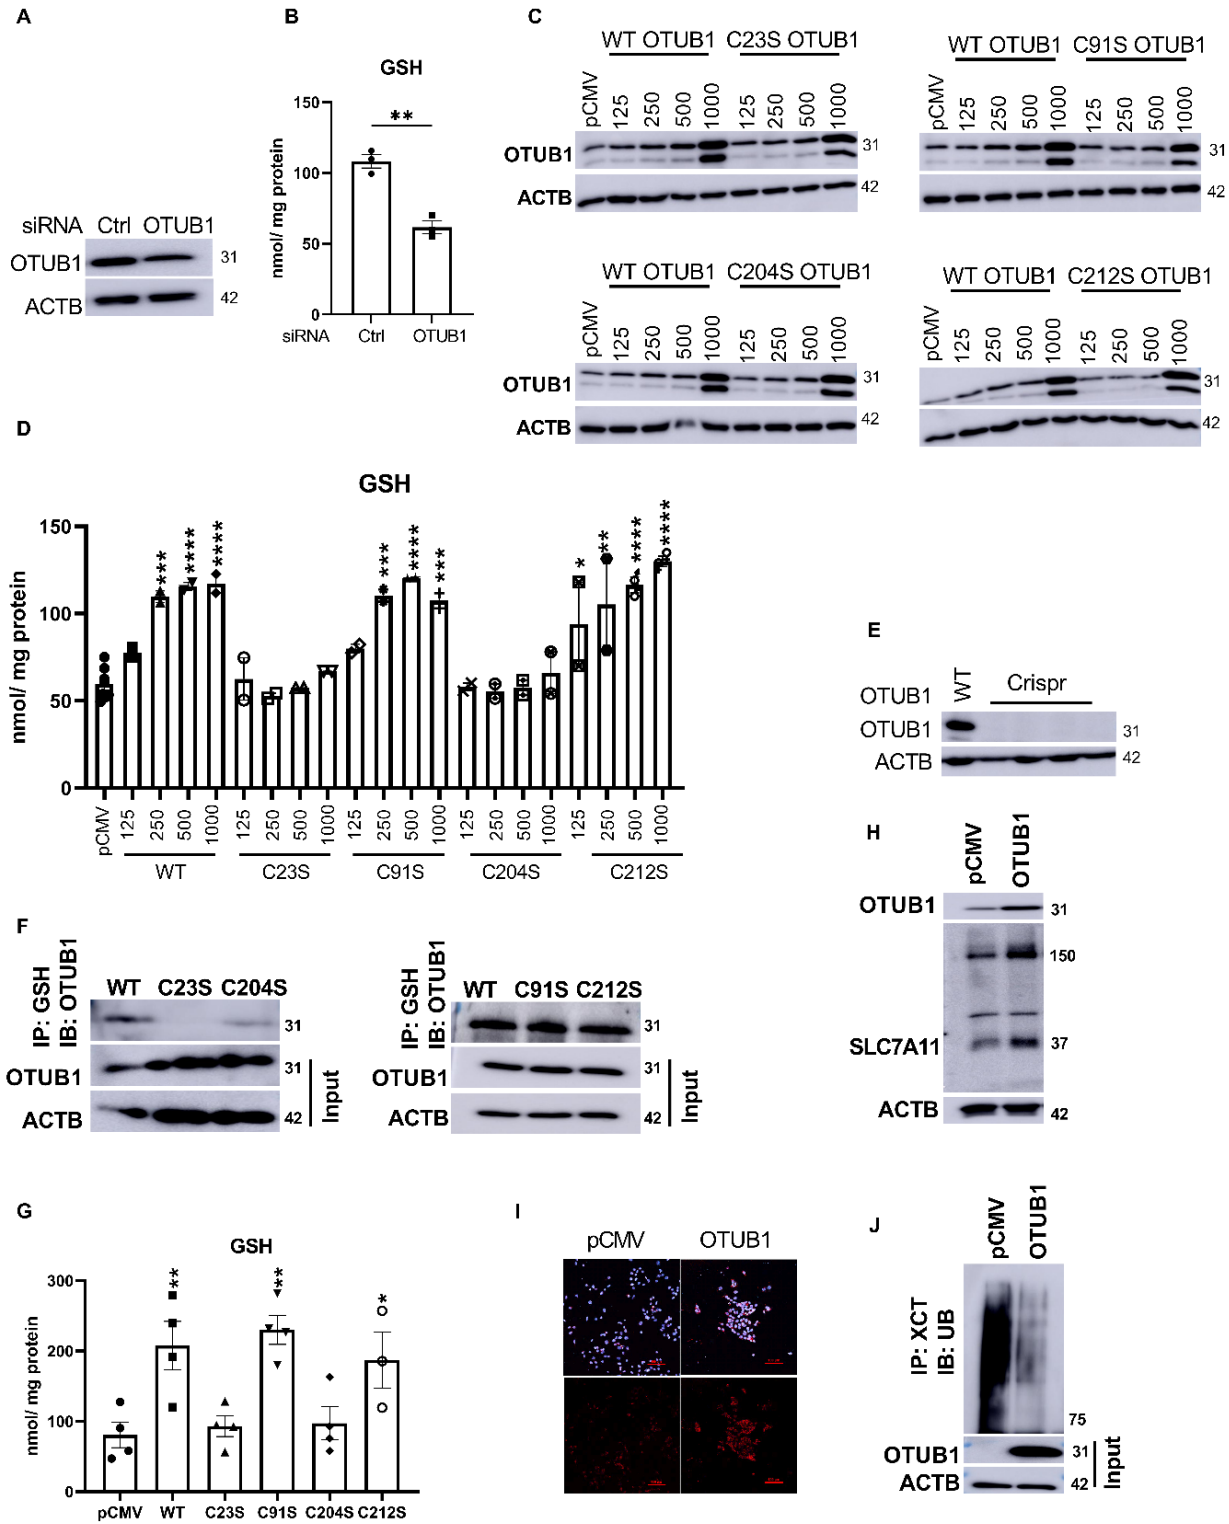 A
siRNA Ctrl OTUB1
OTUB1 31
ACTB 42
B
GSH
**
nmol/ mg protein
150
100
50
0
siRNA Ctrl OTUB1
C
WT OTUB1 C23S OTUB1
pCMV 125 250 500 1000 125 250 500 1000
OTUB1 31
ACTB 42
WT OTUB1 C91S OTUB1
pCMV 125 250 500 1000 125 250 500 1000
31
42
WT OTUB1 C204S OTUB1
pCMV 125 250 500 1000 125 250 500 1000
OTUB1 31
ACTB 42
WT OTUB1 C212S OTUB1
pCMV 125 250 500 1000 125 250 500 1000
31
42
D
GSH
nmol/ mg protein
150
100
50
0
*** **** **** *** **** *** * ** **** ****
pCMV 125 250 500 1000 125 250 500 1000 125 250 500 1000 125 250 500 1000 125 250 500 1000
WT C23S C91S C204S C212S
E
OTUB1 WT Crispr
OTUB1 31
ACTB 42
F
IP: GSH
IB: OTUB1
WT C23S C204S
31
OTUB1 31
ACTB 42
Input
IP: GSH
IB: OTUB1
WT C91S C212S
31
OTUB1 31
ACTB 42
Input
G
GSH
nmol/ mg protein
300
200
100
0
** ** *
pCMV WT C23S C91S C204S C212S
H
pCMV OTUB1
OTUB1 31
150
SLC7A11 37
ACTB 42
I
pCMV OTUB1
J
pCMV OTUB1
IP: XCT
IB: UB
75
OTUB1 31
ACTB 42
Input